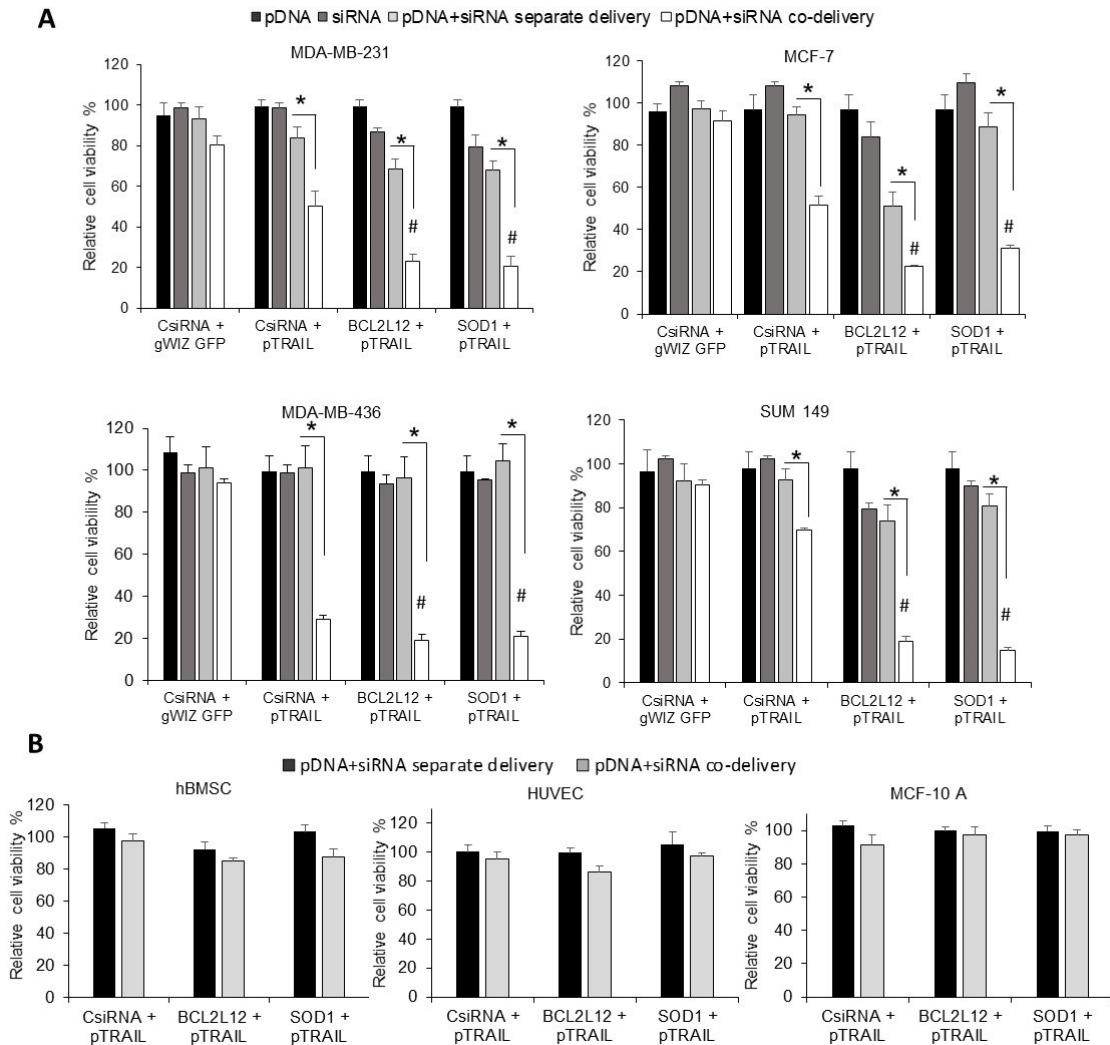 A
pDNA siRNA pDNA+siRNA separate delivery pDNA+siRNA co-delivery
MDA-MB-231
Relative cell viability %
120
100
80
60
40
20
0
* * *
# #
CsiRNA + CsiRNA + BCL2L12 + SOD1 +
gWIZ GFP pTRAIL pTRAIL pTRAIL
MCF-7
Relative cell viability %
120
100
80
60
40
20
0
* * *
# #
CsiRNA + CsiRNA + BCL2L12 + SOD1 +
gWIZ GFP pTRAIL pTRAIL pTRAIL
MDA-MB-436
Relative cell viability %
120
100
80
60
40
20
0
* * *
# #
CsiRNA + CsiRNA + BCL2L12 + SOD1 +
gWIZ GFP pTRAIL pTRAIL pTRAIL
SUM 149
Relative cell viability %
120
100
80
60
40
20
0
* * *
# #
CsiRNA + CsiRNA + BCL2L12 + SOD1 +
gWIZ GFP pTRAIL pTRAIL pTRAIL
B
pDNA+siRNA separate delivery pDNA+siRNA co-delivery
hBMSC
Relative cell viability %
120
100
80
60
40
20
0
CsiRNA + BCL2L12 + SOD1 +
pTRAIL pTRAIL pTRAIL
HUVEC
Relative cell viability %
120
100
80
60
40
20
0
CsiRNA + BCL2L12 + SOD1 +
pTRAIL pTRAIL pTRAIL
MCF-10 A
Relative cell viability %
100
80
60
40
20
0
CsiRNA + BCL2L12 + SOD1 +
pTRAIL pTRAIL pTRAIL